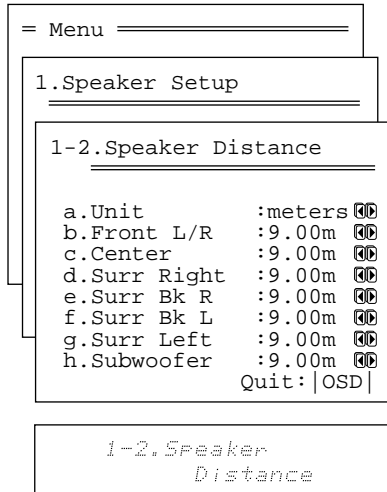 = Menu
1.Speaker Setup
1-2.Speaker Distance
a.Unit :meters
b.Front L/R :9.00m
c.Center :9.00m
d.Surr Right :9.00m
e.Surr Bk R :9.00m
f.Surr Bk L :9.00m
g.Surr Left :9.00m
h.Subwoofer :9.00m
Quit:|OSD|
1-2.Speaker
Distance